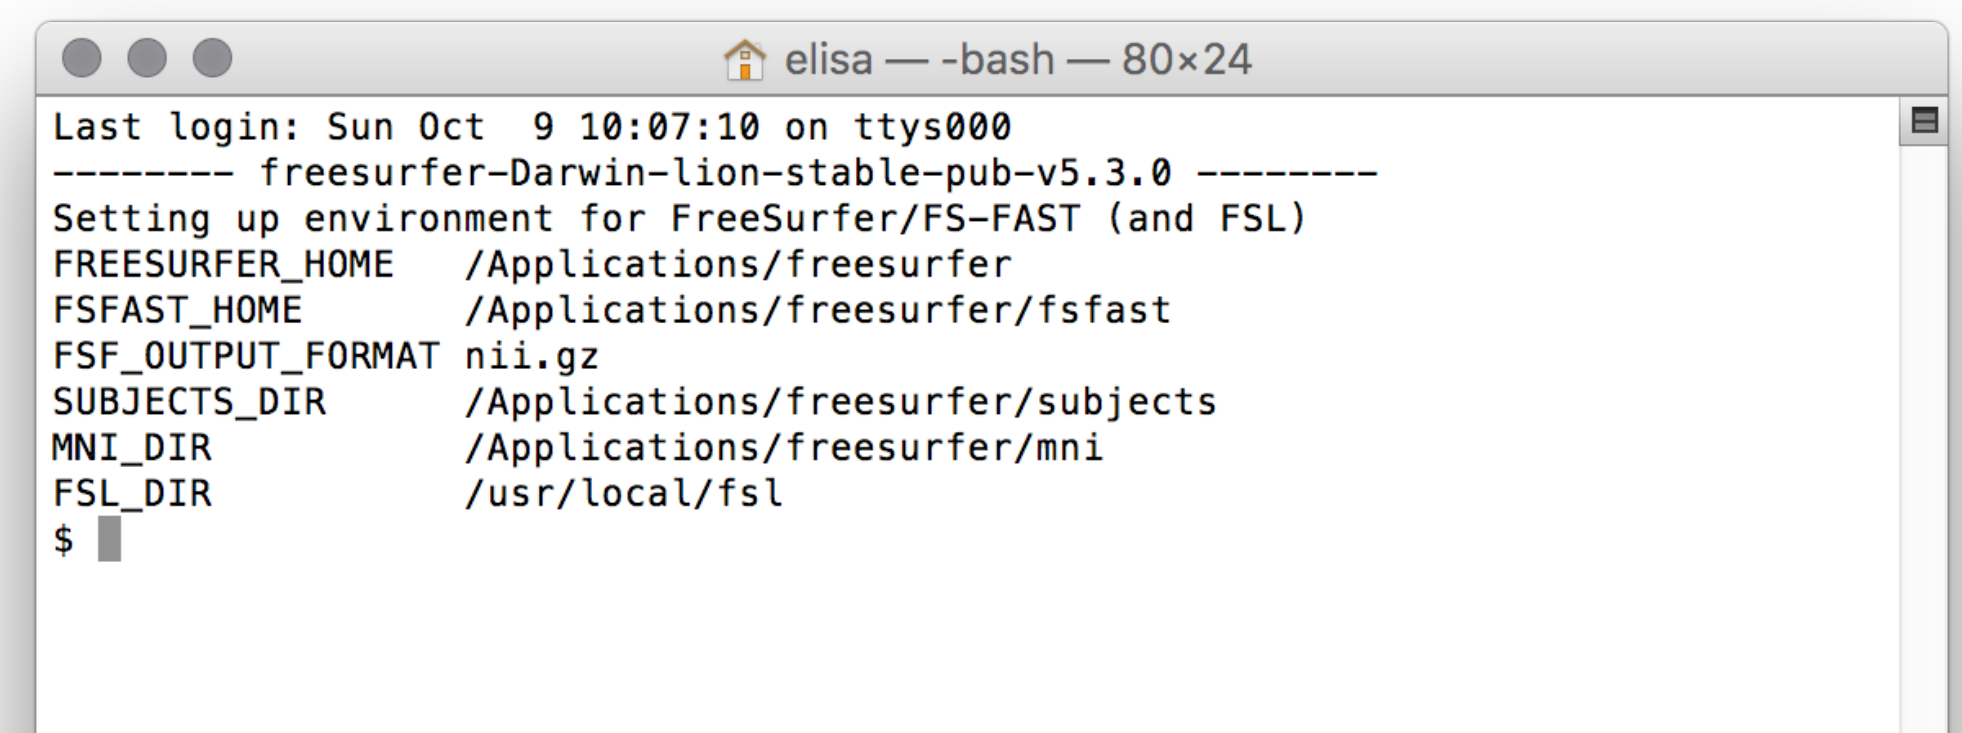 elisa — -bash — 80×24
Last login: Sun Oct  9 10:07:10 on ttys000
-------- freesurfer-Darwin-lion-stable-pub-v5.3.0 --------
Setting up environment for FreeSurfer/FS-FAST (and FSL)
FREESURFER_HOME   /Applications/freesurfer
FSFAST_HOME       /Applications/freesurfer/fsfast
FSF_OUTPUT_FORMAT nii.gz
SUBJECTS_DIR      /Applications/freesurfer/subjects
MNI_DIR           /Applications/freesurfer/mni
FSL_DIR           /usr/local/fsl
$